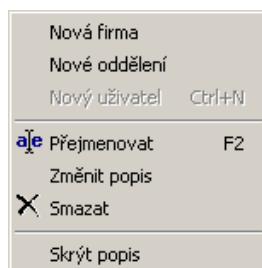 Nová firma
Nové oddělení
Nový uživatel Ctrl+N
Přejmenovat F2
Změnit popis
Smazat
Skrýt popis